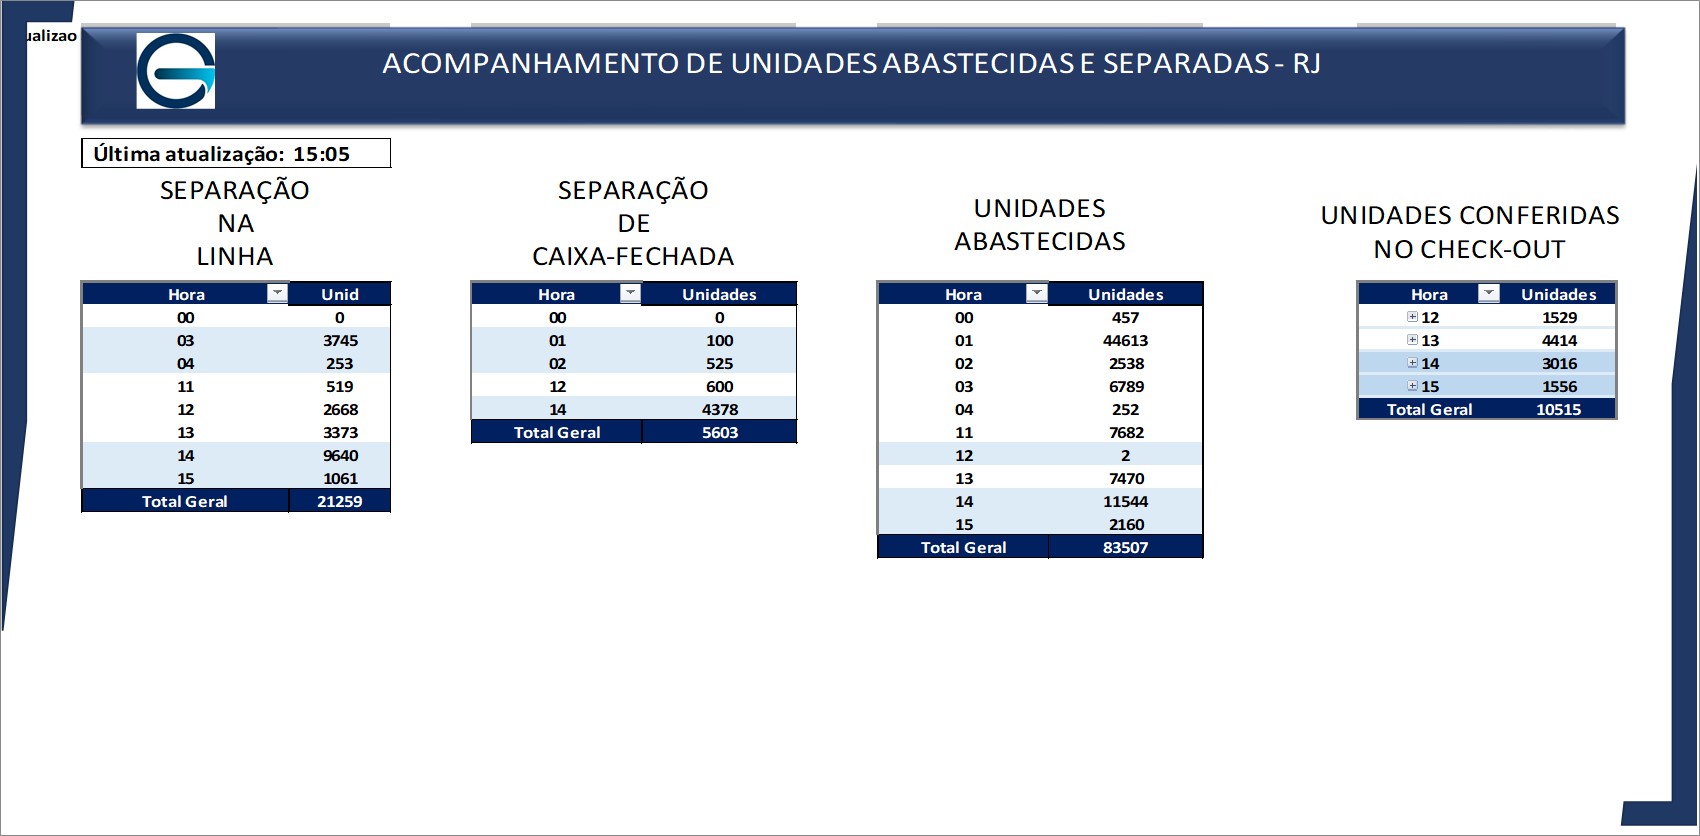 ualizao
ACOMPANHAMENTO DE UNIDADES ABASTECIDAS E SEPARADAS - RJ
Última atualização: 15:05
SEPARAÇÃO
NA
LINHA
Hora Unid
00 0
03 3745
04 253
11 519
12 2668
13 3373
14 9640
15 1061
Total Geral 21259
SEPARAÇÃO
DE
CAIXA-FECHADA
Hora Unidades
00 0
01 100
02 525
12 600
14 4378
Total Geral 5603
UNIDADES
ABASTECIDAS
Hora Unidades
00 457
01 44613
02 2538
03 6789
04 252
11 7682
12 2
13 7470
14 11544
15 2160
Total Geral 83507
UNIDADES CONFERIDAS
NO CHECK-OUT
Hora Unidades
12 1529
13 4414
14 3016
15 1556
Total Geral 10515